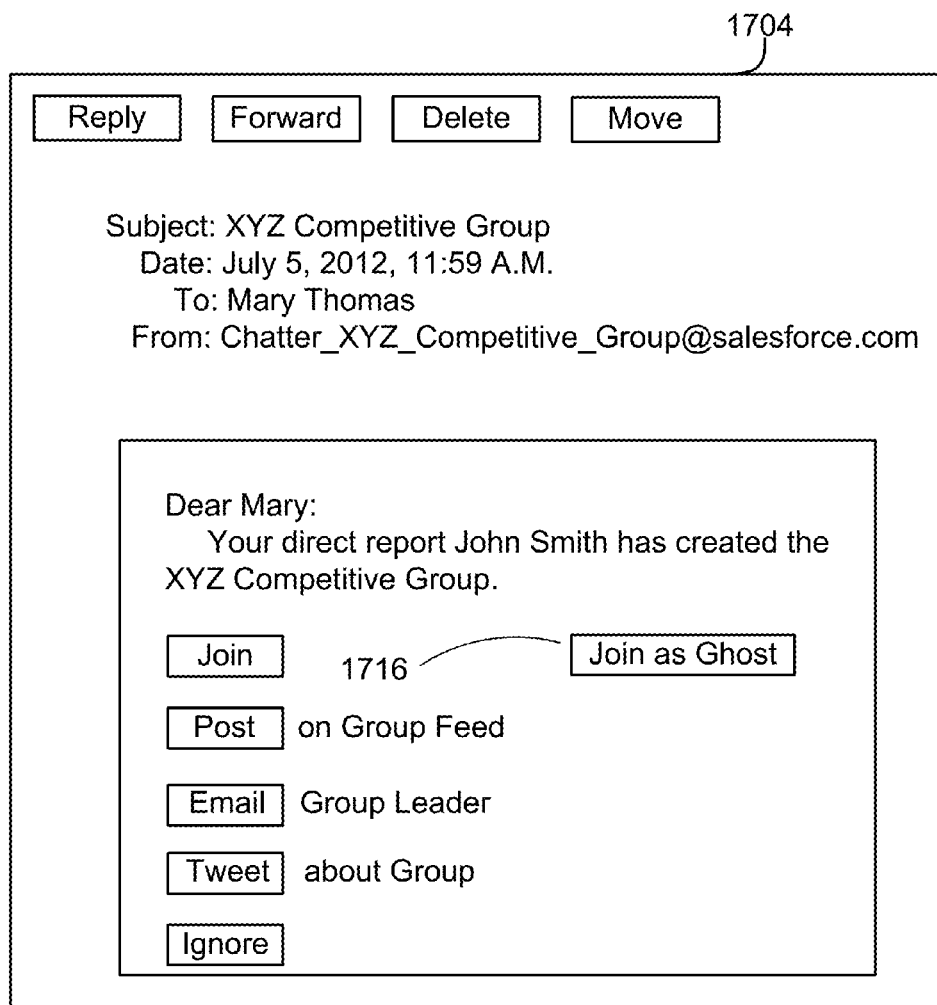 1704
Reply Forward Delete Move
Subject: XYZ Competitive Group
Date: July 5, 2012, 11:59 A.M.
To: Mary Thomas
From: Chatter_XYZ_Competitive_Group@salesforce.com
Dear Mary:
Your direct report John Smith has created the
XYZ Competitive Group.
Join 1716 Join as Ghost
Post on Group Feed
Email Group Leader
Tweet about Group
Ignore